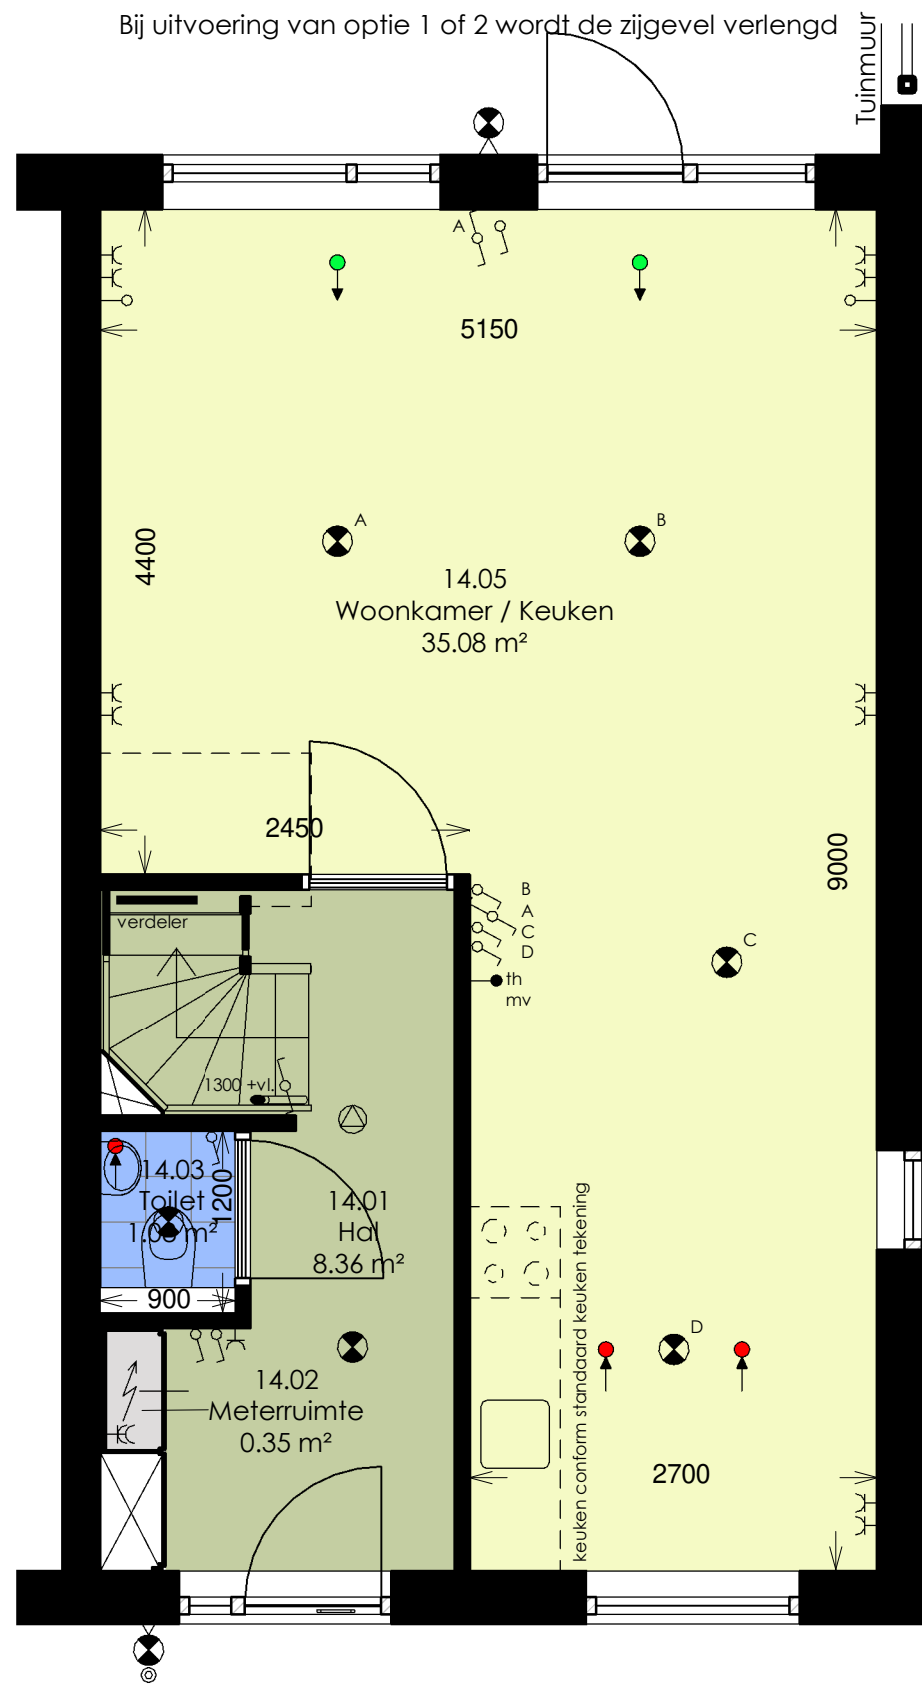 Bij uitvoering van optie 1 of 2 wordt de zijgevel verlengd
Tuinmuur
A
5150
4400
A
B
14.05
Woonkamer / Keuken
35.08 m²
2450
9000
verdeler
B
A
C
D
th
mv
C
1300 +vl.
14.03
Toilet
m²
1200
900
14.01
Hal
8.36 m²
keuken conform standaard keuken tekening
D
14.02
Meterruimte
0.35 m²
2700